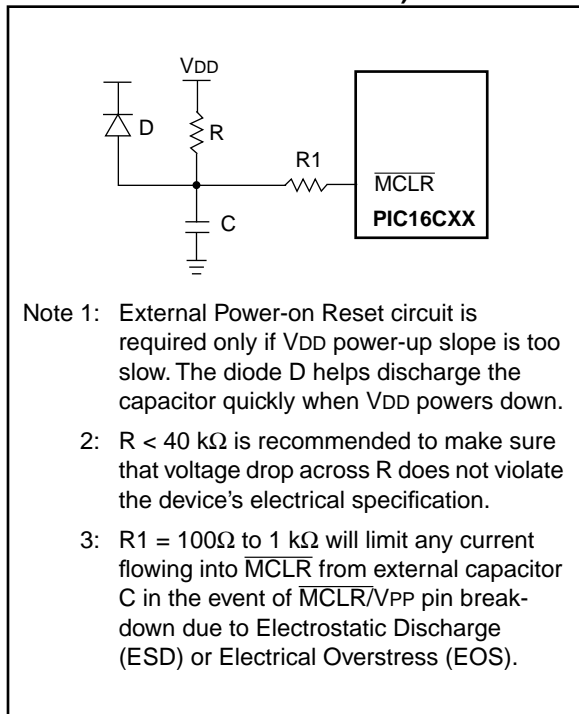 VDD
D
R
R1
M̅C̅L̅R̅
PIC16CXX
C
Note 1: External Power-on Reset circuit is
required only if VDD power-up slope is too
slow. The diode D helps discharge the
capacitor quickly when VDD powers down.
2: R < 40 kΩ is recommended to make sure
that voltage drop across R does not violate
the device's electrical specification.
3: R1 = 100Ω to 1 kΩ will limit any current
flowing into M̅C̅L̅R̅ from external capacitor
C in the event of M̅C̅L̅R̅/VPP pin break-
down due to Electrostatic Discharge
(ESD) or Electrical Overstress (EOS).